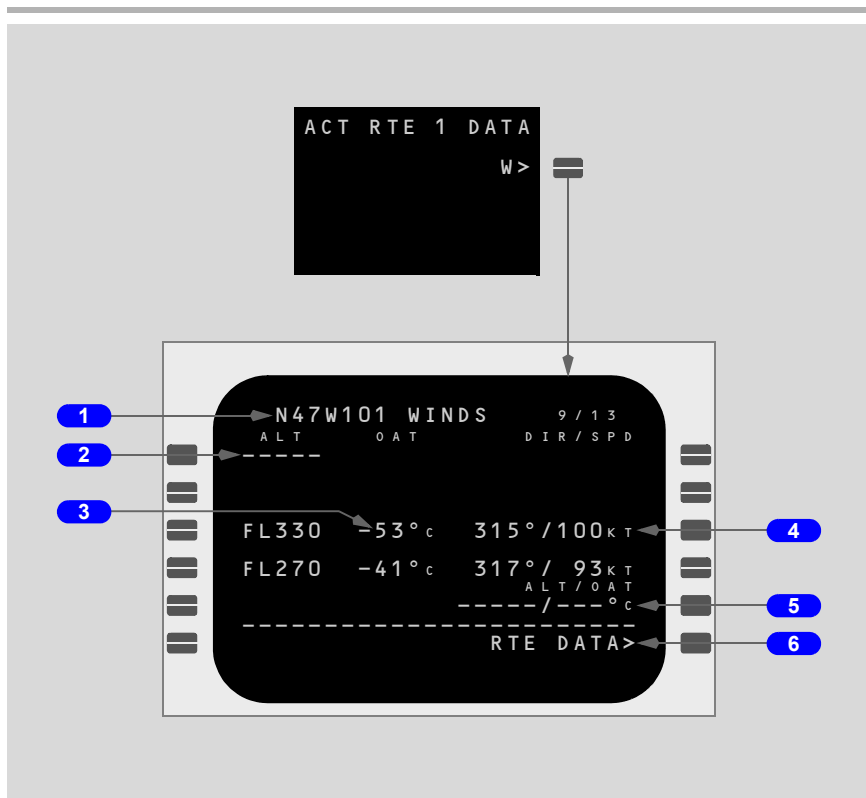 ACT RTE 1 DATA
W>
1 N47W101 WINDS 9/13
ALT OAT DIR/SPD
2 -----
3
FL330 -53°C 315°/100KT 4
FL270 -41°C 317°/ 93KT
ALT/OAT
-----/---°C 5
--------------------------
RTE DATA> 6